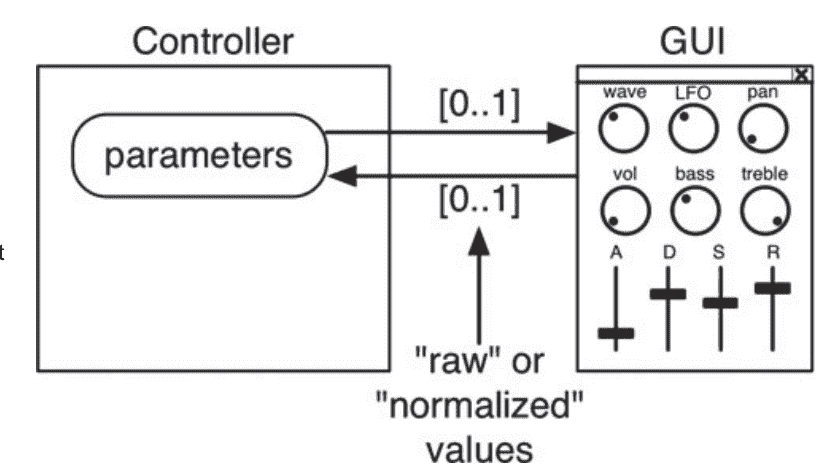 Controller
GUI
parameters
[0..1]
[0..1]
"raw" or
"normalized"
values
X
wave LFO pan
vol bass treble
A D S R
t